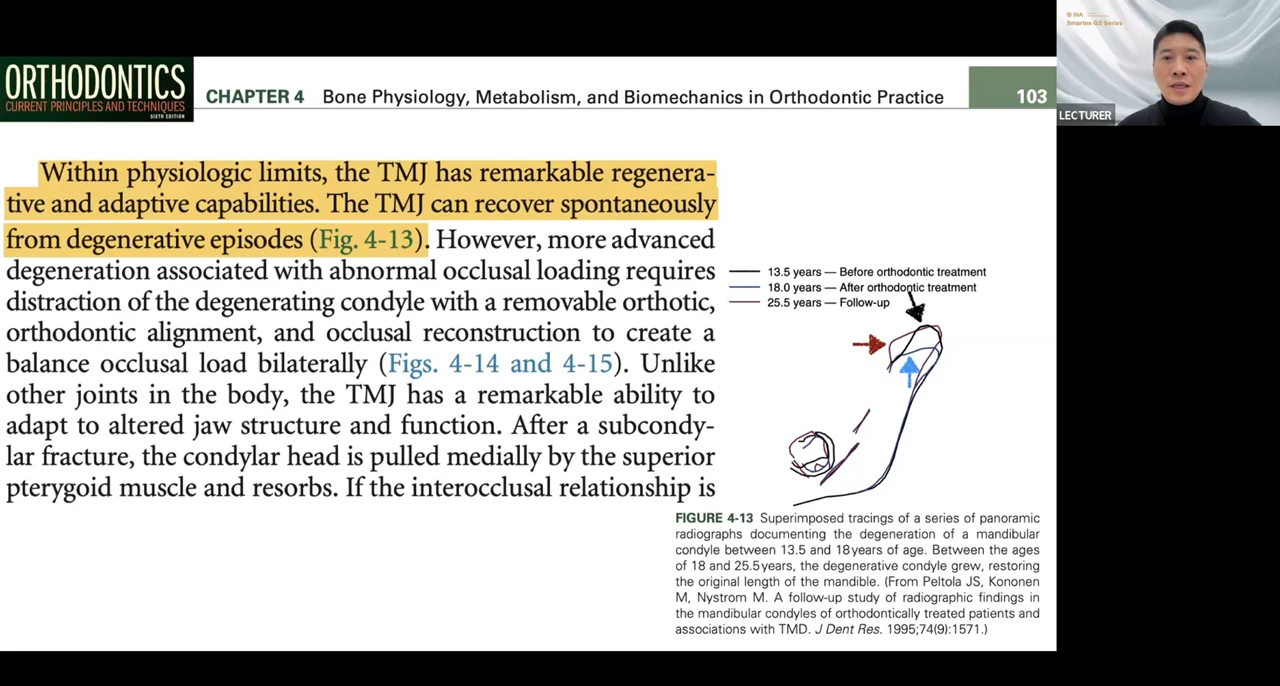 SIA
Smartee GS Series
LECTURER
ORTHODONTICS
CURRENT PRINCIPLES AND TECHNIQUES
SIXTH EDITION
CHAPTER 4 Bone Physiology, Metabolism, and Biomechanics in Orthodontic Practice 103
Within physiologic limits, the TMJ has remarkable regenera-
tive and adaptive capabilities. The TMJ can recover spontaneously
from degenerative episodes (Fig. 4-13). However, more advanced
degeneration associated with abnormal occlusal loading requires
distraction of the degenerating condyle with a removable orthotic,
orthodontic alignment, and occlusal reconstruction to create a
balance occlusal load bilaterally (Figs. 4-14 and 4-15). Unlike
other joints in the body, the TMJ has a remarkable ability to
adapt to altered jaw structure and function. After a subcondy-
lar fracture, the condylar head is pulled medially by the superior
pterygoid muscle and resorbs. If the interocclusal relationship is
13.5 years — Before orthodontic treatment
18.0 years — After orthodontic treatment
25.5 years — Follow-up
FIGURE 4-13 Superimposed tracings of a series of panoramic
radiographs documenting the degeneration of a mandibular
condyle between 13.5 and 18 years of age. Between the ages
of 18 and 25.5 years, the degenerative condyle grew, restoring
the original length of the mandible. (From Peltola JS, Kononen
M, Nystrom M. A follow-up study of radiographic findings in
the mandibular condyles of orthodontically treated patients and
associations with TMD. J Dent Res. 1995;74(9):1571.)